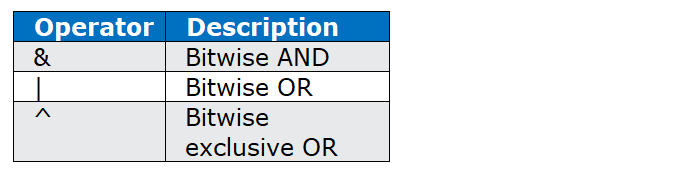 Operator Description
& Bitwise AND
| Bitwise OR
^ Bitwise
exclusive OR